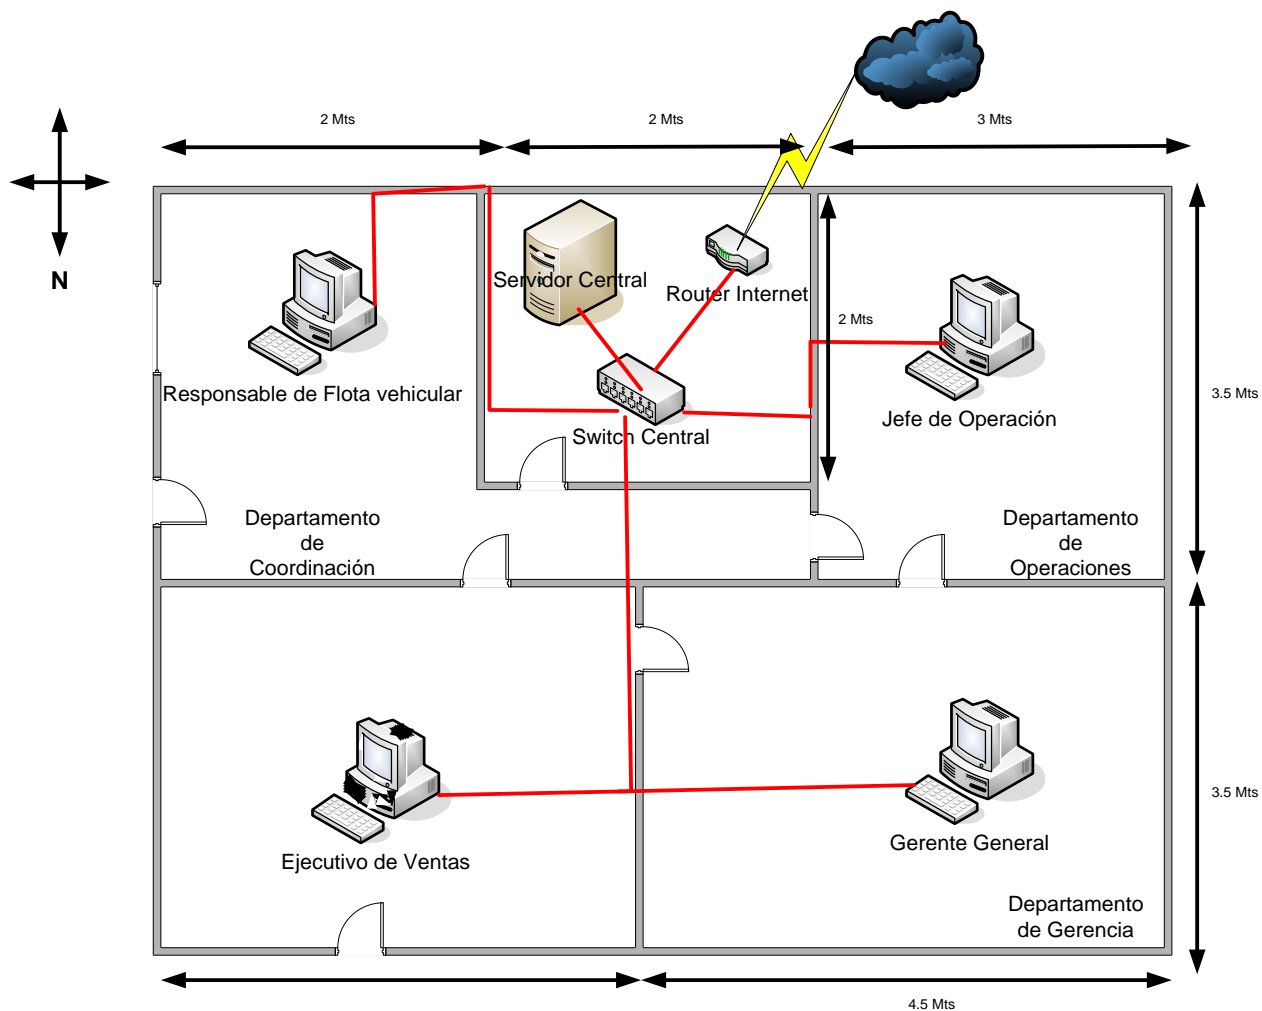 2 Mts
2 Mts
3 Mts
N
Servidor Central
Router Internet
2 Mts
Responsable de Flota vehicular
Switch Central
Jefe de Operación
3.5 Mts
Departamento
de
Coordinación
Departamento
de
Operaciones
3.5 Mts
Ejecutivo de Ventas
Gerente General
Departamento
de Gerencia
4.5 Mts